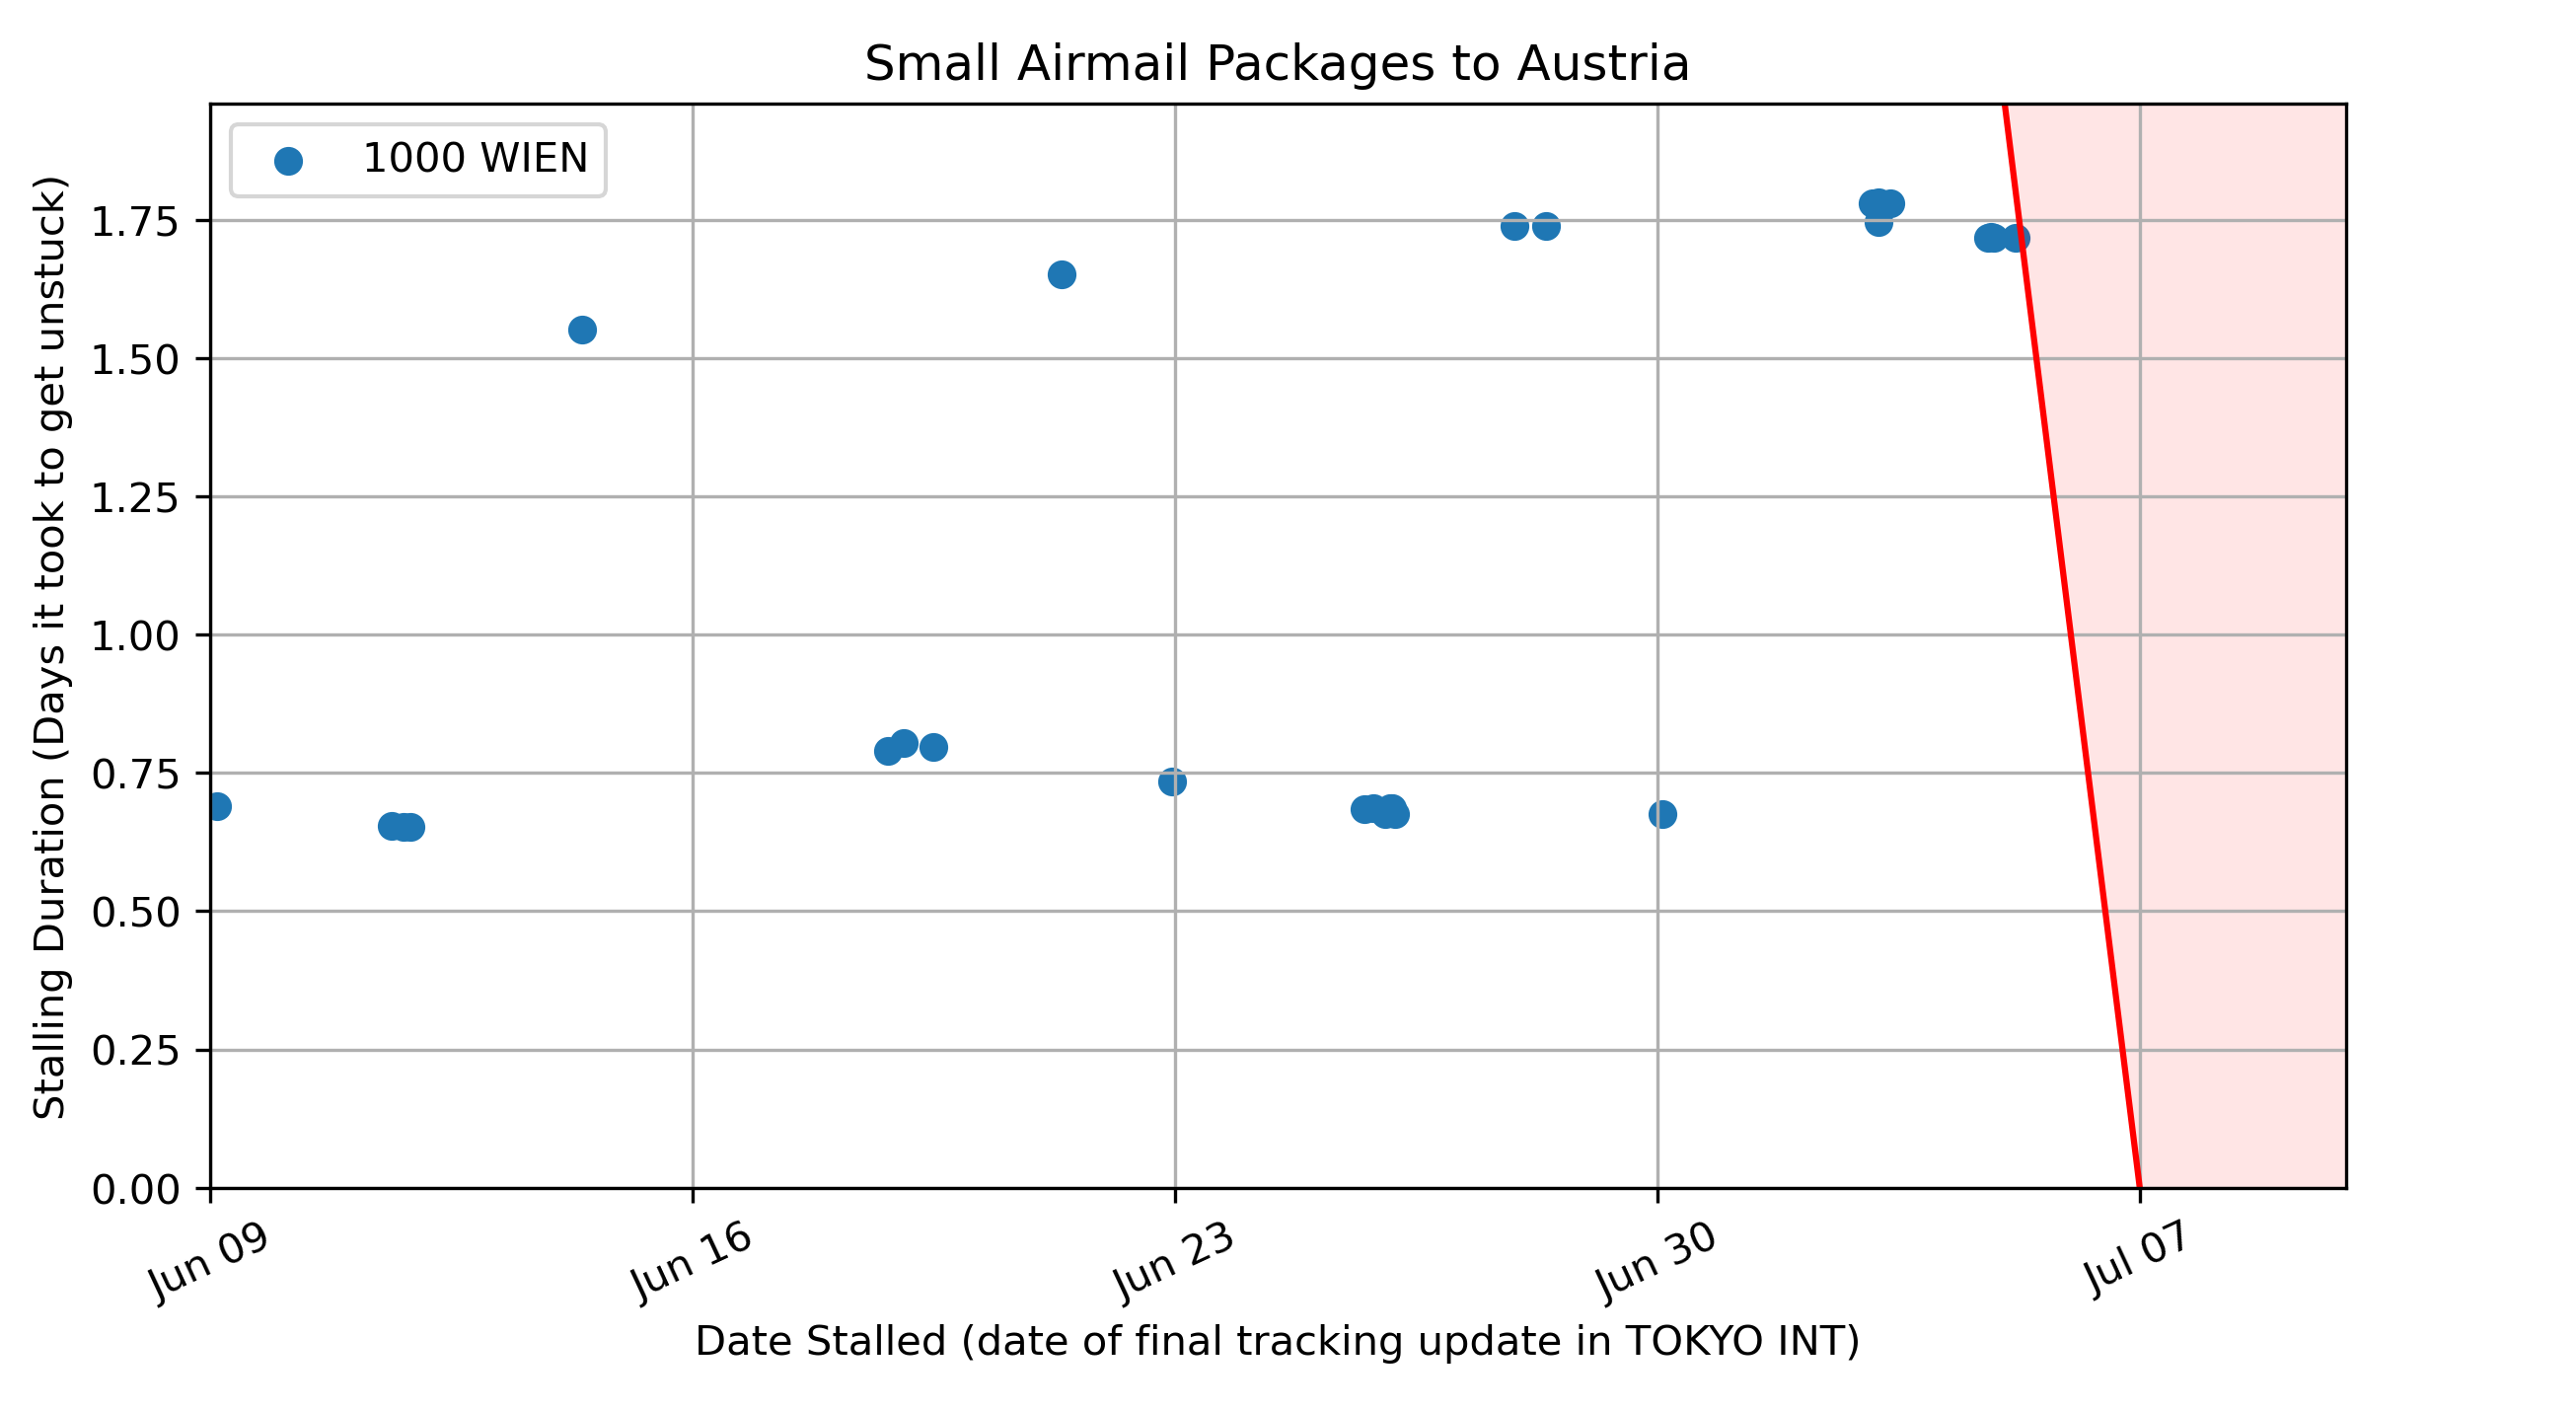 Small Airmail Packages to Austria
1000 WIEN
Stalling Duration (Days it took to get unstuck)
1.75
1.50
1.25
1.00
0.75
0.50
0.25
0.00
Jun 09
Jun 16
Jun 23
Jun 30
Jul 07
Date Stalled (date of final tracking update in TOKYO INT)